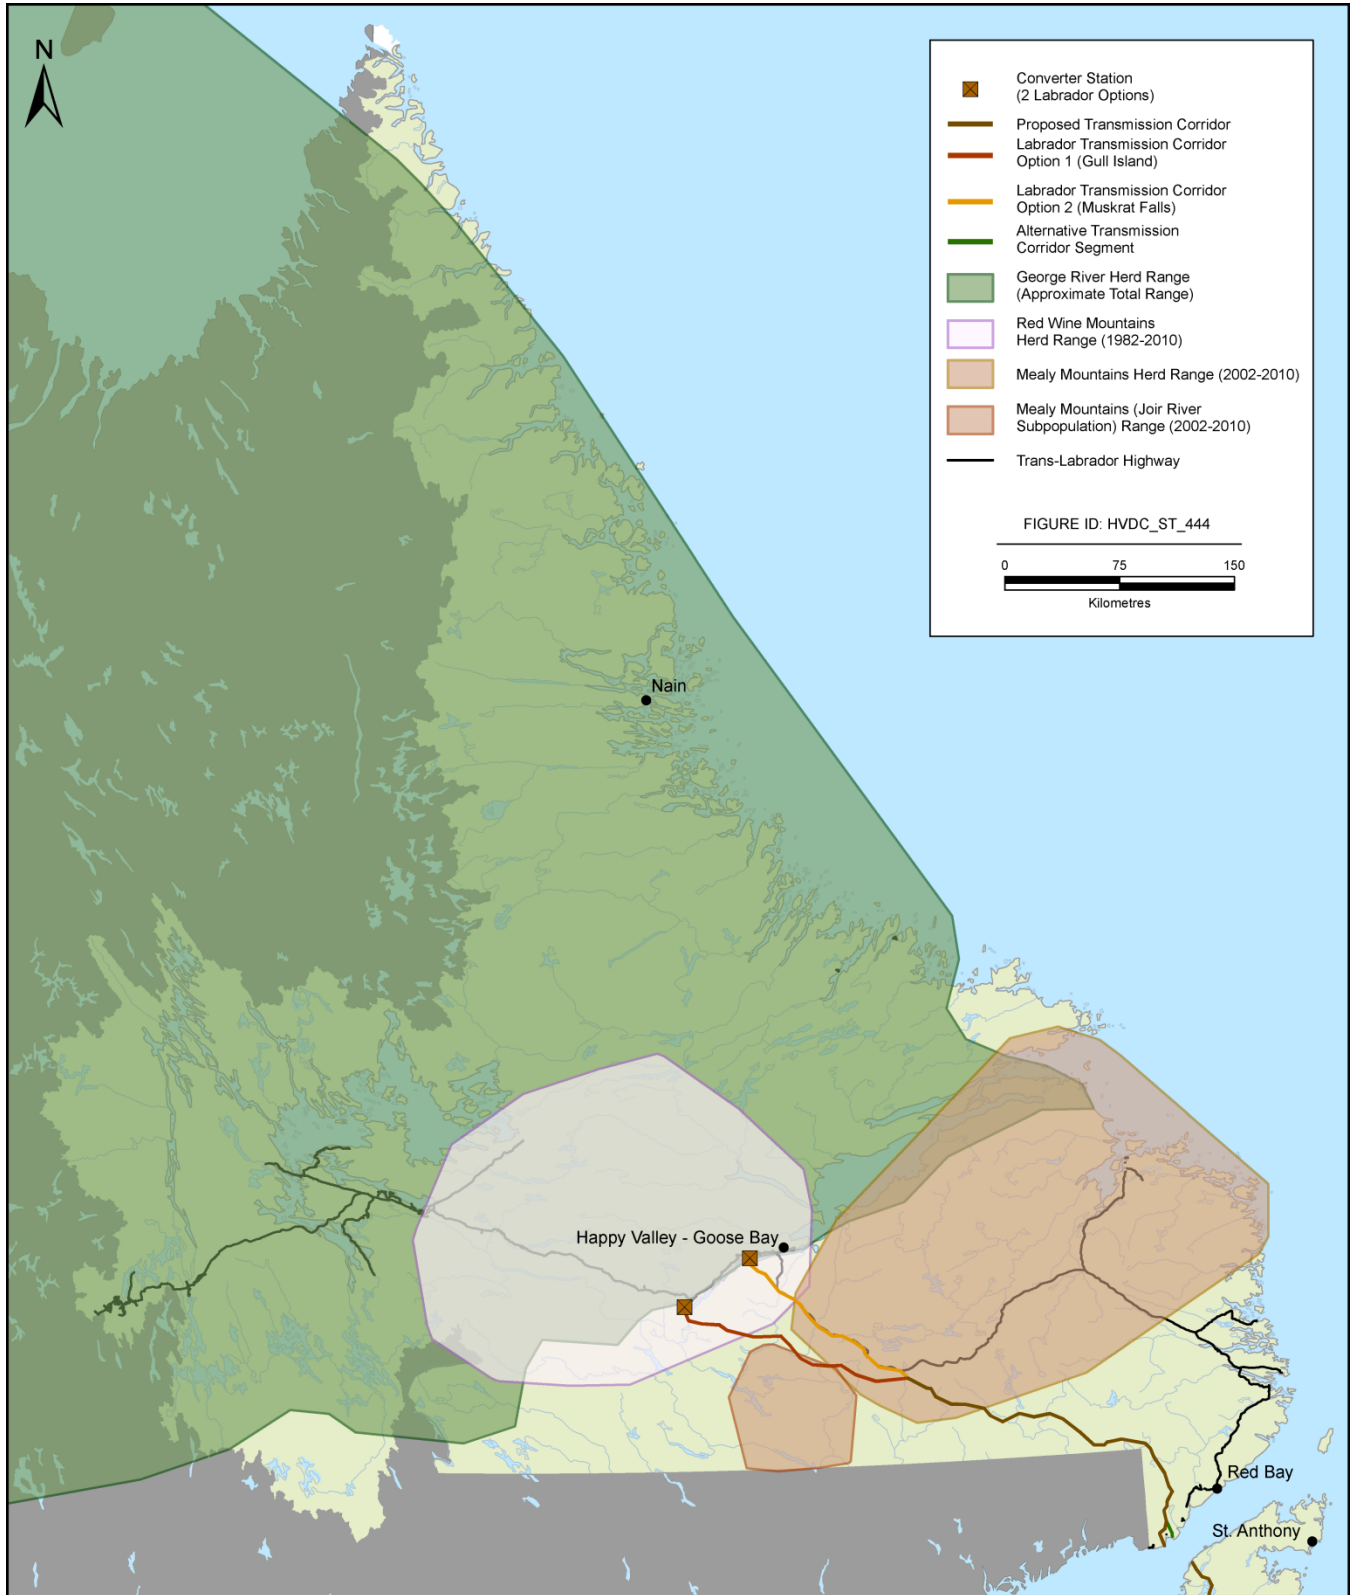 N
Converter Station
(2 Labrador Options)
Proposed Transmission Corridor
Labrador Transmission Corridor
Option 1 (Gull Island)
Labrador Transmission Corridor
Option 2 (Muskrat Falls)
Alternative Transmission
Corridor Segment
George River Herd Range
(Approximate Total Range)
Red Wine Mountains
Herd Range (1982-2010)
Mealy Mountains Herd Range (2002-2010)
Mealy Mountains (Joir River
Subpopulation) Range (2002-2010)
Trans-Labrador Highway
FIGURE ID: HVDC_ST_444
0 75 150
Kilometres
Nain
Happy Valley - Goose Bay
Red Bay
St. Anthony